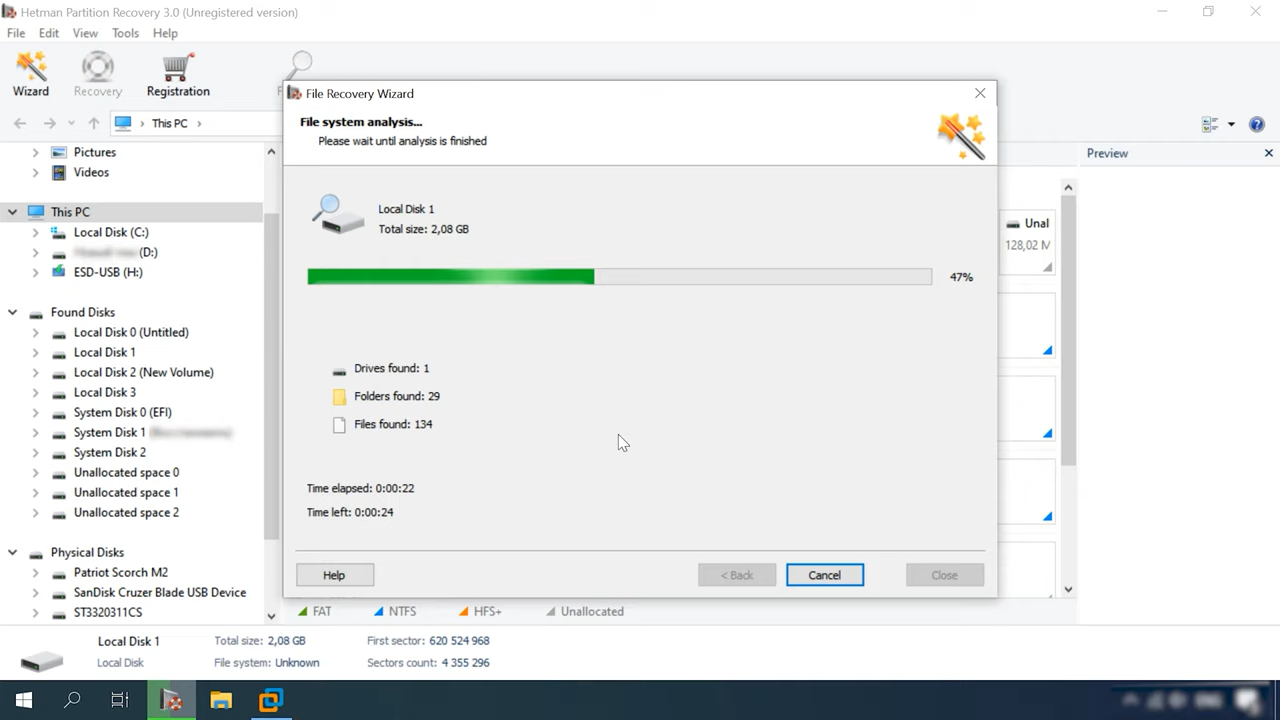 Hetman Partition Recovery 3.0 (Unregistered version)
File Edit View Tools Help
Wizard Recovery Registration
This PC
Pictures
Videos
This PC
Local Disk (C:)
(D:)
ESD-USB (H:)
Found Disks
Local Disk 0 (Untitled)
Local Disk 1
Local Disk 2 (New Volume)
Local Disk 3
System Disk 0 (EFI)
System Disk 1
System Disk 2
Unallocated space 0
Unallocated space 1
Unallocated space 2
Physical Disks
Patriot Scorch M2
SanDisk Cruzer Blade USB Device
ST3320311CS
File Recovery Wizard
File system analysis...
Please wait until analysis is finished
Local Disk 1
Total size: 2,08 GB
47%
Drives found: 1
Folders found: 29
Files found: 134
Time elapsed: 0:00:22
Time left: 0:00:24
Help
< Back
Cancel
Close
Preview
Unal
128,02 M
FAT NTFS HFS+ Unallocated
Local Disk 1 Total size: 2,08 GB First sector: 620 524 968
Local Disk File system: Unknown Sectors count: 4 355 296